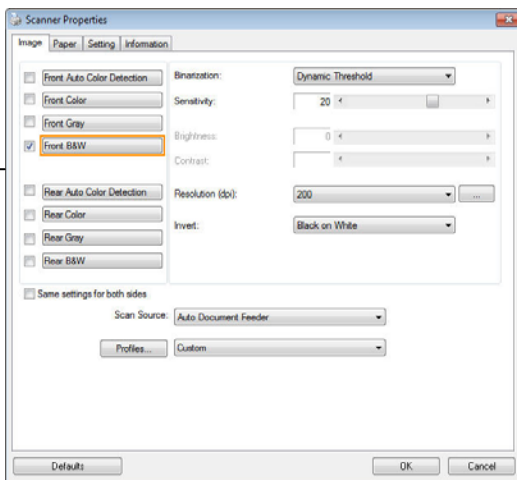 Scanner Properties
Image Paper Setting Information
Front Auto Color Detection
Front Color
Front Gray
Front B&W
Rear Auto Color Detection
Rear Color
Rear Gray
Rear B&W
Binarization: Dynamic Threshold
Sensitivity: 20
Brightness: 0
Contrast:
Resolution (dpi): 200 ...
Invert: Black on White
Same settings for both sides
Scan Source: Auto Document Feeder
Profiles... Custom
Defaults OK Cancel